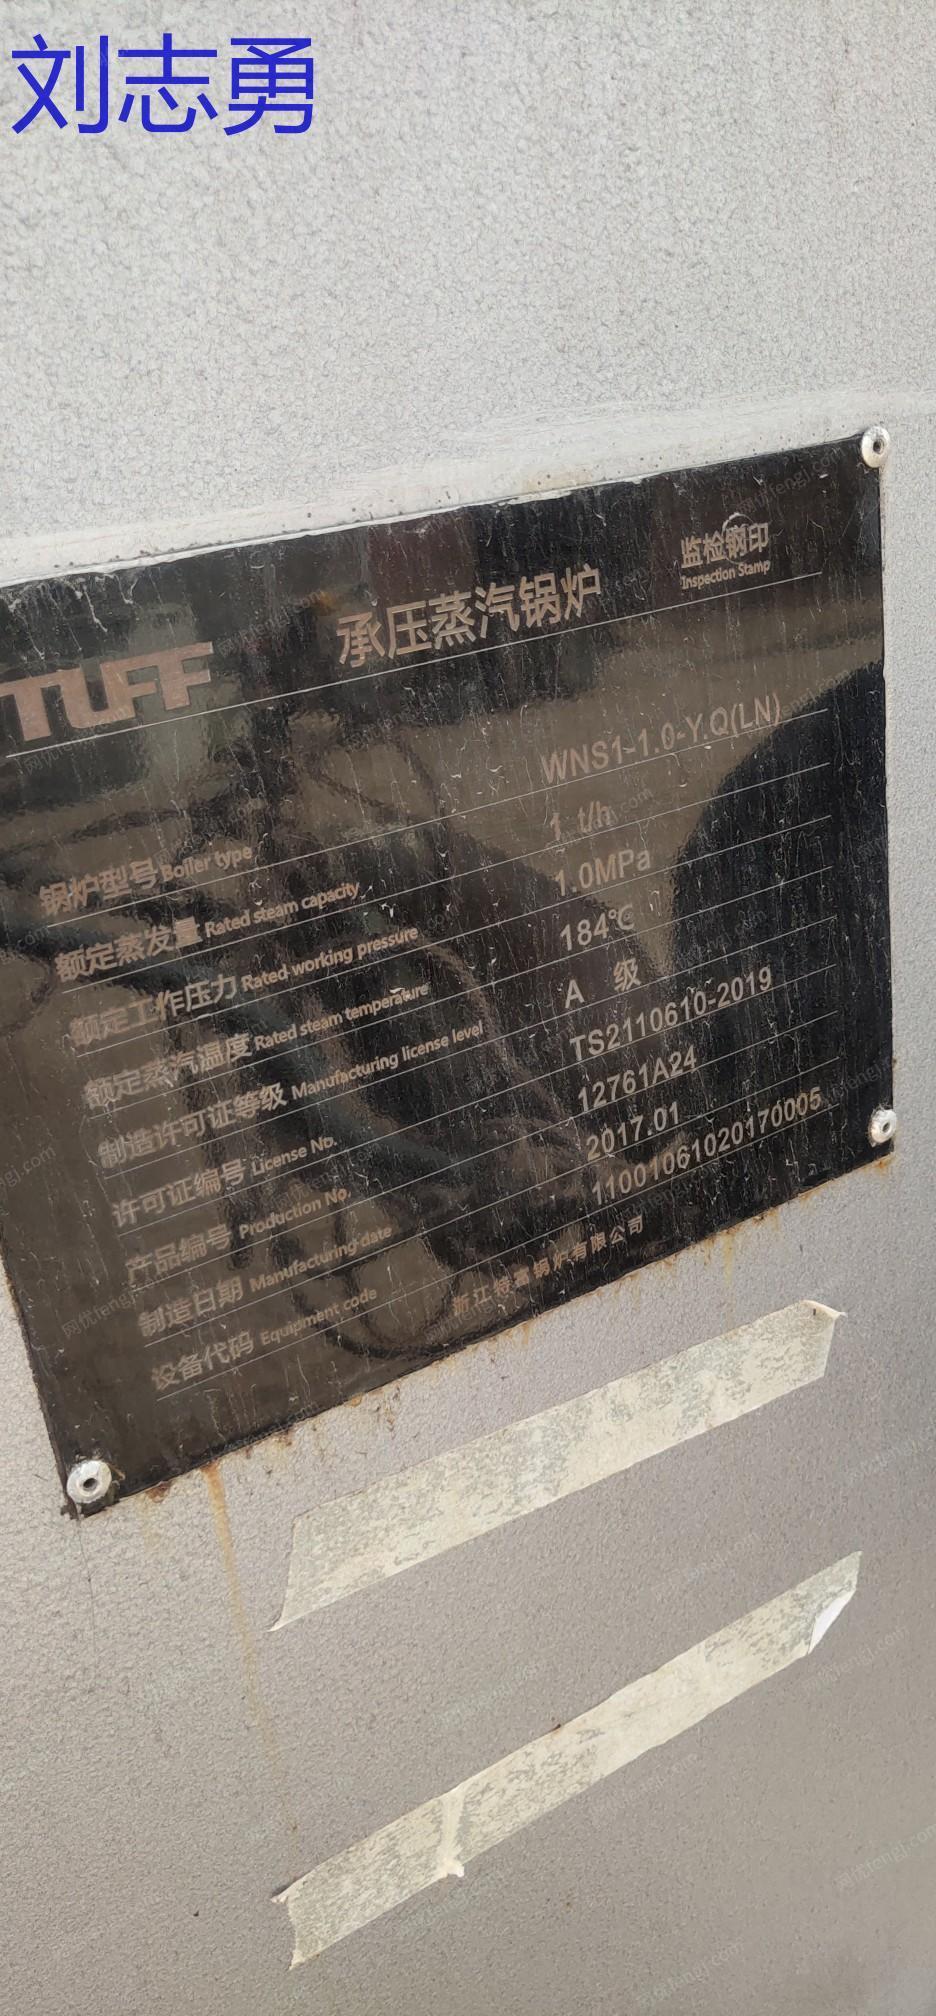 刘志勇
监检钢印
Inspection Stamp
TUFF 承压蒸汽锅炉
锅炉型号 Boiler type WNS1-1.0-Y.Q(LN)
额定蒸发量 Rated steam capacity 1 t/h
额定工作压力 Rated working pressure 1.0MPa
额定蒸汽温度 Rated steam temperature 184℃
制造许可证等级 Manufacturing license level A 级
许可证编号 License No. TS2110610-2019
产品编号 Production No. 12761A24
制造日期 Manufacturing date 2017.01
设备代码 Equipment code 11001061020170005
浙江特富锅炉有限公司